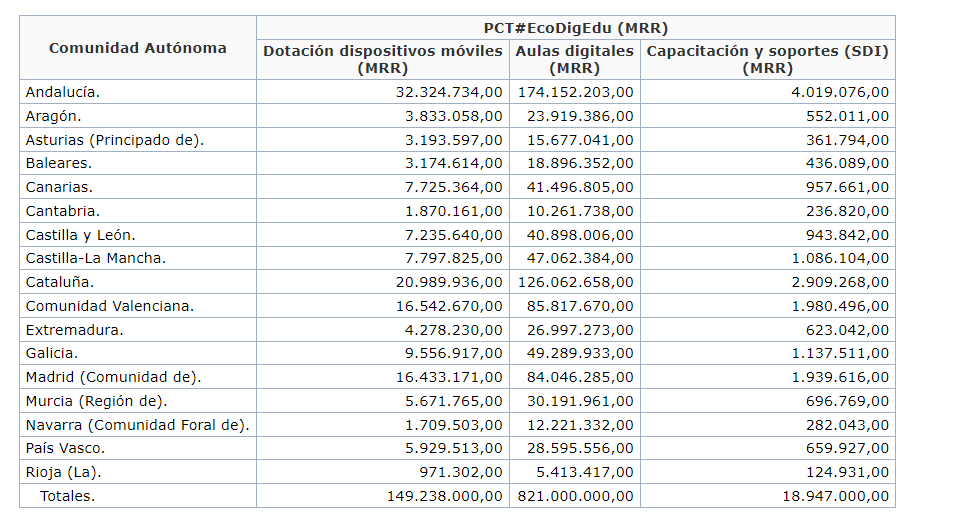 Comunidad Autónoma
PCT#EcoDigEdu (MRR)
Dotación dispositivos móviles (MRR)
Aulas digitales (MRR)
Capacitación y soportes (SDI) (MRR)
Andalucía. 32.324.734,00 174.152.203,00 4.019.076,00
Aragón. 3.833.058,00 23.919.386,00 552.011,00
Asturias (Principado de). 3.193.597,00 15.677.041,00 361.794,00
Baleares. 3.174.614,00 18.896.352,00 436.089,00
Canarias. 7.725.364,00 41.496.805,00 957.661,00
Cantabria. 1.870.161,00 10.261.738,00 236.820,00
Castilla y León. 7.235.640,00 40.898.006,00 943.842,00
Castilla-La Mancha. 7.797.825,00 47.062.384,00 1.086.104,00
Cataluña. 20.989.936,00 126.062.658,00 2.909.268,00
Comunidad Valenciana. 16.542.670,00 85.817.670,00 1.980.496,00
Extremadura. 4.278.230,00 26.997.273,00 623.042,00
Galicia. 9.556.917,00 49.289.933,00 1.137.511,00
Madrid (Comunidad de). 16.433.171,00 84.046.285,00 1.939.616,00
Murcia (Región de). 5.671.765,00 30.191.961,00 696.769,00
Navarra (Comunidad Foral de). 1.709.503,00 12.221.332,00 282.043,00
País Vasco. 5.929.513,00 28.595.556,00 659.927,00
Rioja (La). 971.302,00 5.413.417,00 124.931,00
Totales. 149.238.000,00 821.000.000,00 18.947.000,00